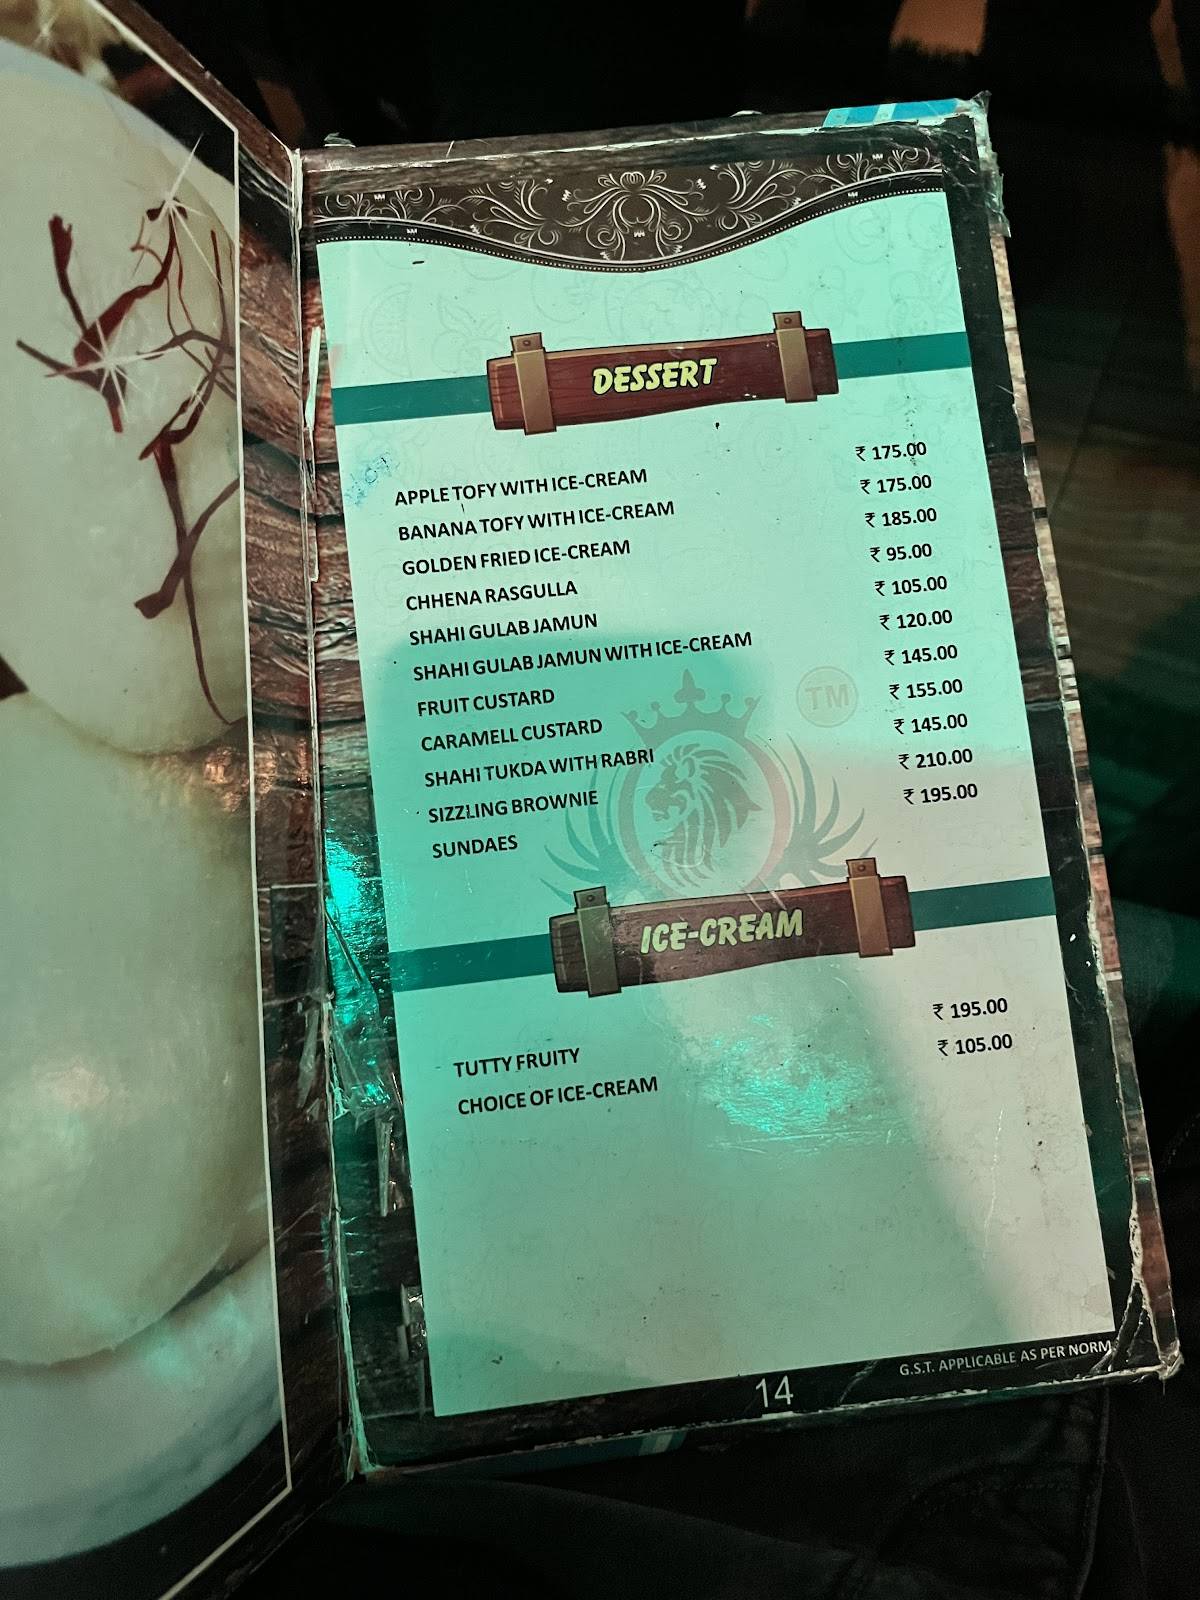 DESSERT
APPLE TOFY WITH ICE-CREAM ₹ 175.00
BANANA TOFY WITH ICE-CREAM ₹ 175.00
GOLDEN FRIED ICE-CREAM ₹ 185.00
CHHENA RASGULLA ₹ 95.00
SHAHI GULAB JAMUN ₹ 105.00
SHAHI GULAB JAMUN WITH ICE-CREAM ₹ 120.00
FRUIT CUSTARD ₹ 145.00
CARAMELL CUSTARD ₹ 155.00
SHAHI TUKDA WITH RABRI ₹ 145.00
SIZZLING BROWNIE ₹ 210.00
SUNDAES ₹ 195.00
TM
ICE-CREAM
TUTTY FRUITY ₹ 195.00
CHOICE OF ICE-CREAM ₹ 105.00
G.S.T. APPLICABLE AS PER NORM
14